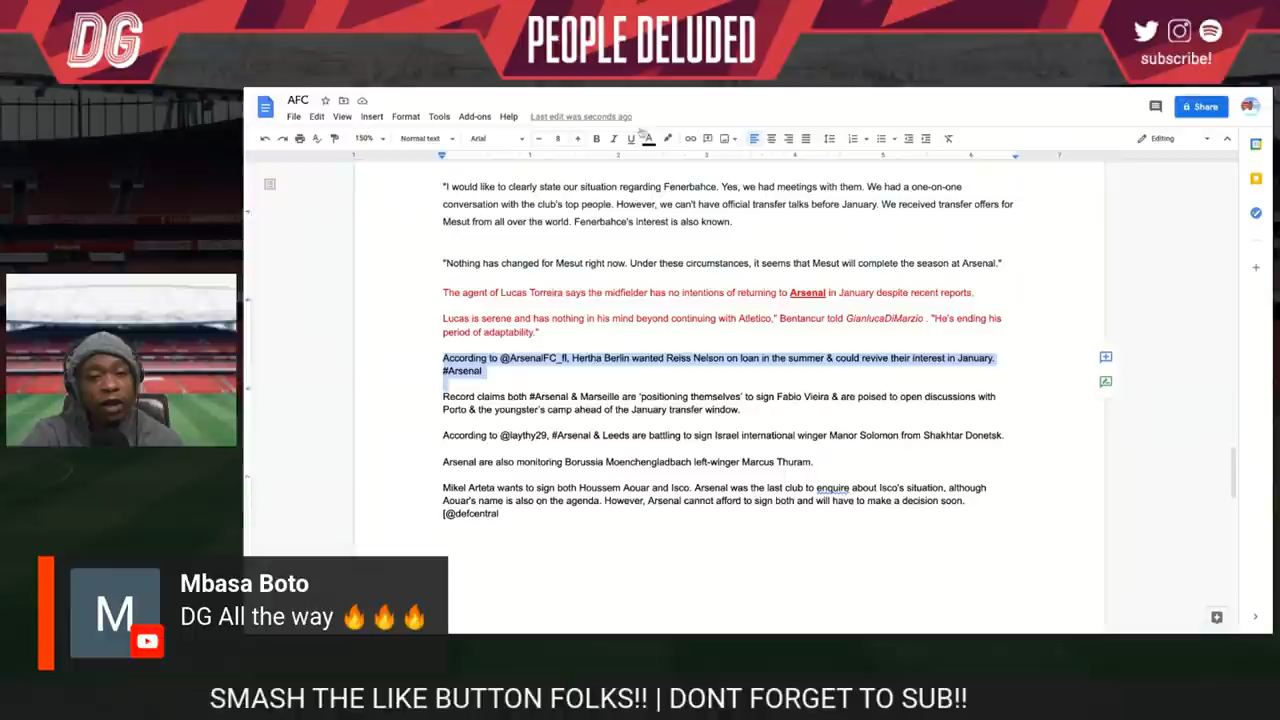 DG
PEOPLE DELUDED
subscribe!
AFC
Share
File Edit View Insert Format Tools Add-ons Help Last edit was seconds ago
150% Normal text Arial 8 B I U A Editing
1 1 2 3 4 5 6 7
"I would like to clearly state our situation regarding Fenerbahce. Yes, we had meetings with them. We had a one-on-one
conversation with the club's top people. However, we can't have official transfer talks before January. We received transfer offers for
Mesut from all over the world. Fenerbahce's interest is also known.
"Nothing has changed for Mesut right now. Under these circumstances, it seems that Mesut will complete the season at Arsenal."
The agent of Lucas Torreira says the midfielder has no intentions of returning to Arsenal in January despite recent reports.
Lucas is serene and has nothing in his mind beyond continuing with Atletico," Bentancur told GianlucaDiMarzio . "He's ending his
period of adaptability."
According to @ArsenalFC_fl, Hertha Berlin wanted Reiss Nelson on loan in the summer & could revive their interest in January.
#Arsenal
Record claims both #Arsenal & Marseille are 'positioning themselves' to sign Fabio Vieira & are poised to open discussions with
Porto & the youngster's camp ahead of the January transfer window.
According to @laythy29, #Arsenal & Leeds are battling to sign Israel international winger Manor Solomon from Shakhtar Donetsk.
Arsenal are also monitoring Borussia Moenchengladbach left-winger Marcus Thuram.
Mikel Arteta wants to sign both Houssem Aouar and Isco. Arsenal was the last club to enquire about Isco's situation, although
Aouar's name is also on the agenda. However, Arsenal cannot afford to sign both and will have to make a decision soon.
[@defcentral
M
Mbasa Boto
DG All the way 🔥🔥🔥
SMASH THE LIKE BUTTON FOLKS!! | DONT FORGET TO SUB!!